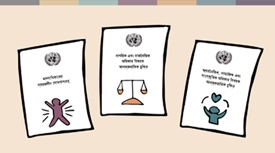 মানবাধিকারের
সার্বজনীন ঘোষণাপত্র
নাগরিক এবং রাজনৈতিক
অধিকার বিষয়ক
আন্তর্জাতিক চুক্তি
অর্থনৈতিক, সামাজিক এবং
সাংস্কৃতিক অধিকার বিষয়ক
আন্তর্জাতিক চুক্তি